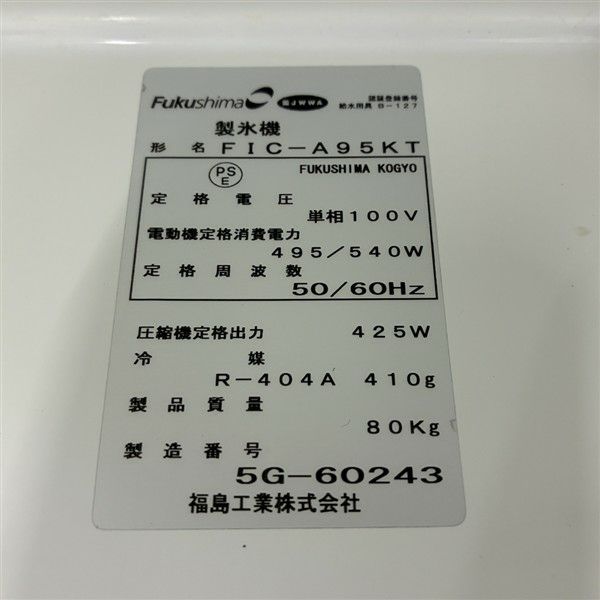 Fukushima JWWA 認証登録番号
給水用具 B-127
製氷機
形名 FIC-A95KT
PS E FUKUSHIMA KOGYO
定格電圧
単相100V
電動機定格消費電力
495/540W
定格周波数
50/60Hz
圧縮機定格出力 425W
冷媒
R-404A 410g
製品質量
80Kg
製造番号
5G-60243
福島工業株式会社